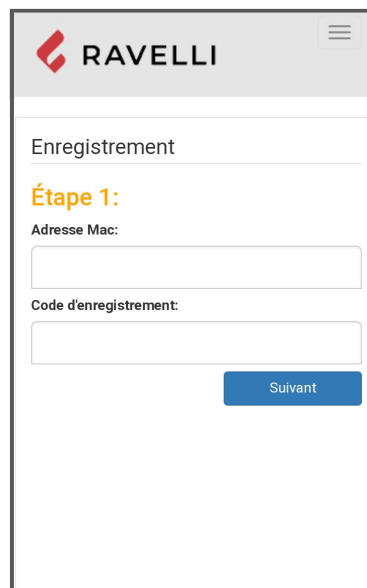 RAVELLI
Enregistrement
Étape 1:
Adresse Mac:
Code d'enregistrement:
Suivant